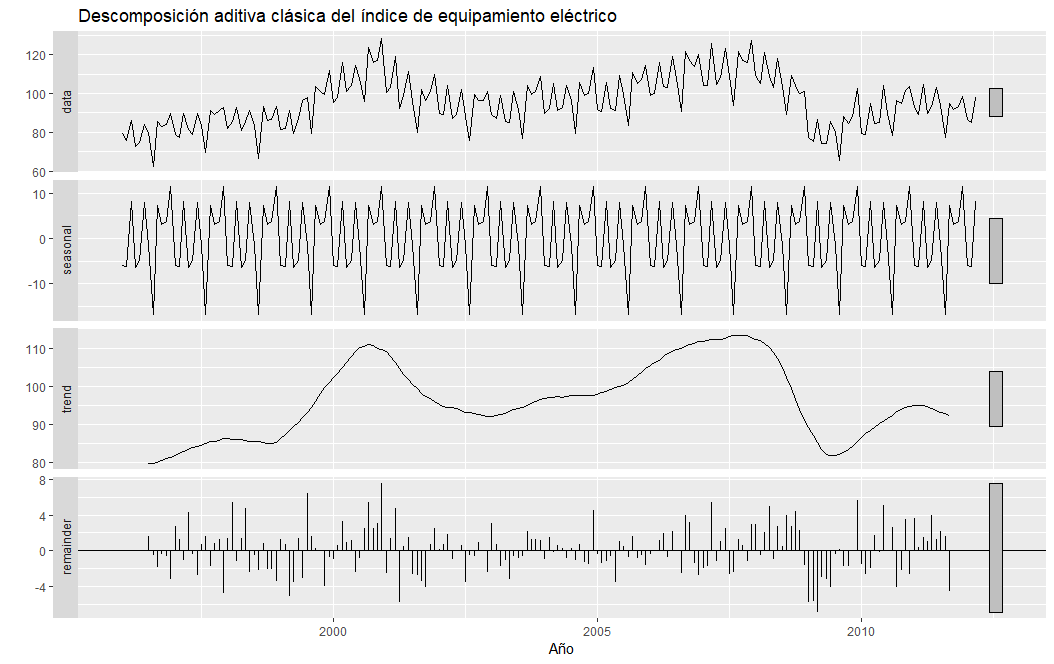 Descomposición aditiva clásica del índice de equipamiento eléctrico
120
100
80
60
data
10
0
-10
seasonal
110
100
90
80
trend
8
4
0
-4
remainder
2000 2005 2010
Año